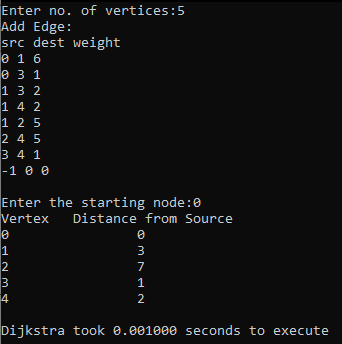 Enter no. of vertices:5
Add Edge:
src dest weight
0 1 6
0 3 1
1 3 2
1 4 2
1 2 5
2 4 5
3 4 1
-1 0 0

Enter the starting node:0
Vertex   Distance from Source
0                0
1                3
2                7
3                1
4                2

Dijkstra took 0.001000 seconds to execute